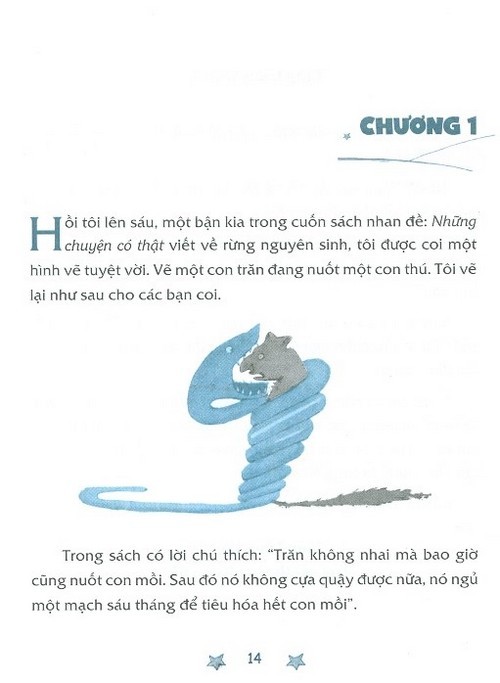 CHƯƠNG 1
Hồi tôi lên sáu, một bận kia trong cuốn sách nhan đề: Những
chuyện có thật viết về rừng nguyên sinh, tôi được coi một
hình vẽ tuyệt vời. Vẽ một con trăn đang nuốt một con thú. Tôi vẽ
lại như sau cho các bạn coi.
Trong sách có lời chú thích: “Trăn không nhai mà bao giờ
cũng nuốt con mồi. Sau đó nó không cựa quậy được nữa, nó ngủ
một mạch sáu tháng để tiêu hóa hết con mồi”.
14